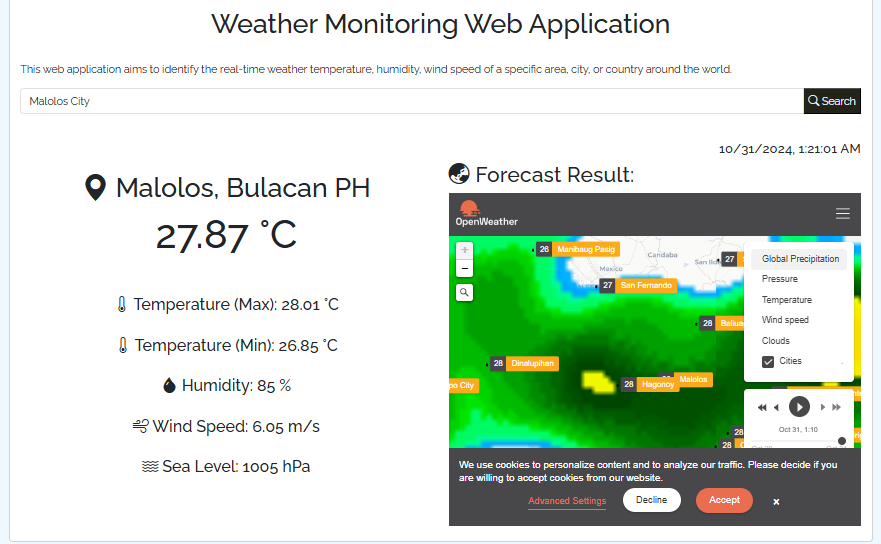 Weather Monitoring Web Application
This web application aims to identify the real-time weather temperature, humidity, wind speed of a specific area, city, or country around the world.
Malolos City
Search
10/31/2024, 1:21:01 AM
Malolos, Bulacan PH
27.87 °C
Temperature (Max): 28.01 °C
Temperature (Min): 26.85 °C
Humidity: 85 %
Wind Speed: 6.05 m/s
Sea Level: 1005 hPa
Forecast Result:
OpenWeather
+
−
26 Manibaug Pasig
Candaba
Mexico
San Il
27
27 San Fernando
28 Baliua
28 Dinalupihan
po City
28 Hagonoy
Malolos
28
28
Global Precipitation
Pressure
Temperature
Wind speed
Clouds
Cities
Oct 31, 1:10
We use cookies to personalize content and to analyze our traffic. Please decide if you
are willing to accept cookies from our website.
Advanced Settings
Decline
Accept
x